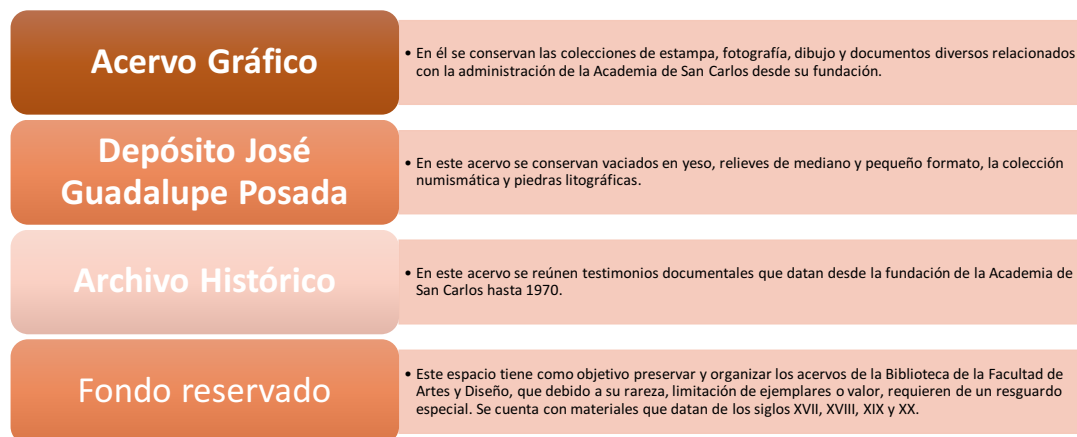 Acervo Gráfico
• En él se conservan las colecciones de estampa, fotografía, dibujo y documentos diversos relacionados
con la administración de la Academia de San Carlos desde su fundación.
Depósito José
Guadalupe Posada
• En este acervo se conservan vaciados en yeso, relieves de mediano y pequeño formato, la colección
numismática y piedras litográficas.
Archivo Histórico
• En este acervo se reúnen testimonios documentales que datan desde la fundación de la Academia de
San Carlos hasta 1970.
Fondo reservado
• Este espacio tiene como objetivo preservar y organizar los acervos de la Biblioteca de la Facultad de
Artes y Diseño, que debido a su rareza, limitación de ejemplares o valor, requieren de un resguardo
especial. Se cuenta con materiales que datan de los siglos XVII, XVIII, XIX y XX.